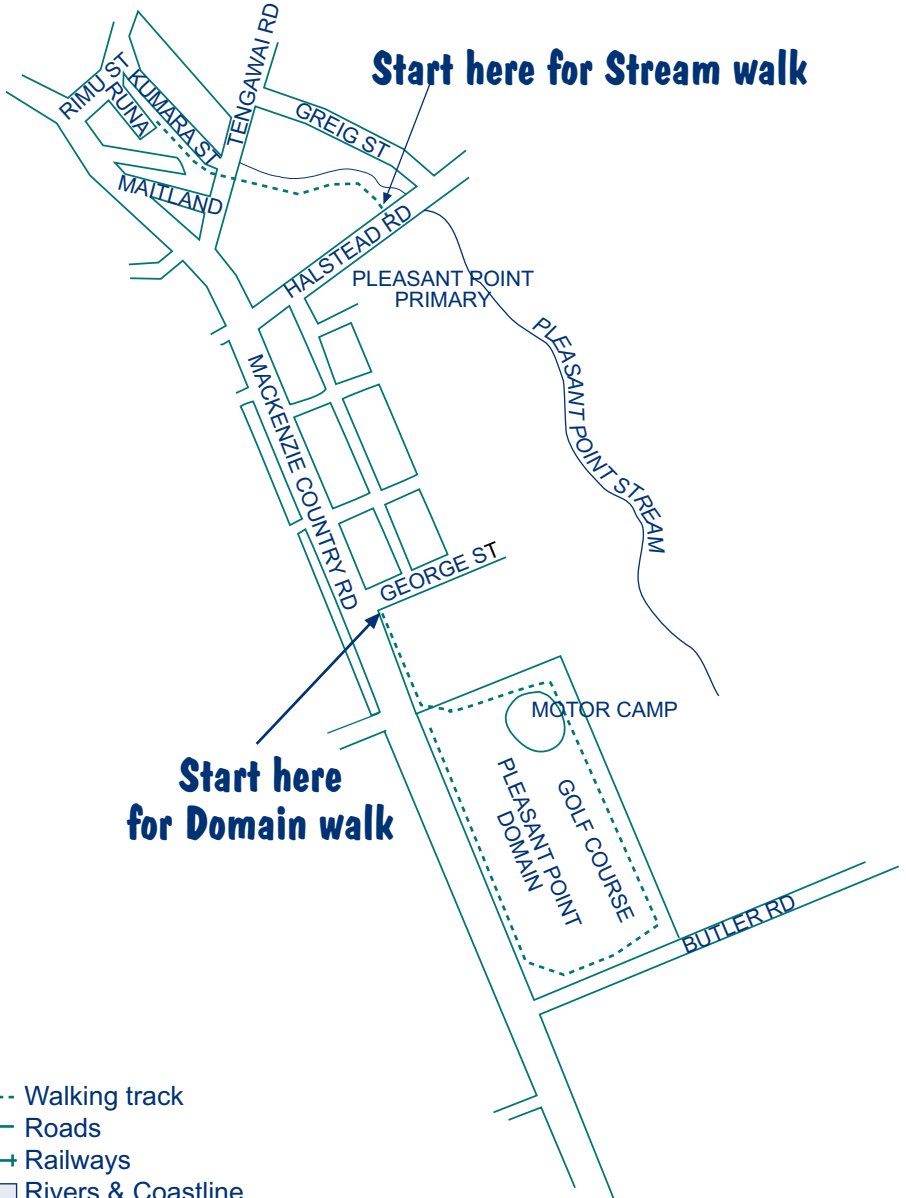 Start here for Stream walk
TENGAWAI RD
RIMU ST
RUNA
KUMARA ST
GREIG ST
MAITLAND
HALSTEAD RD
PLEASANT POINT
PRIMARY
PLEASANT POINT STREAM
MACKENZIE COUNTRY RD
GEORGE ST
MOTOR CAMP
Start here
for Domain walk
PLEASANT POINT
DOMAIN
GOLF COURSE
BUTLER RD
Walking track
Roads
Railways
Rivers & Coastline